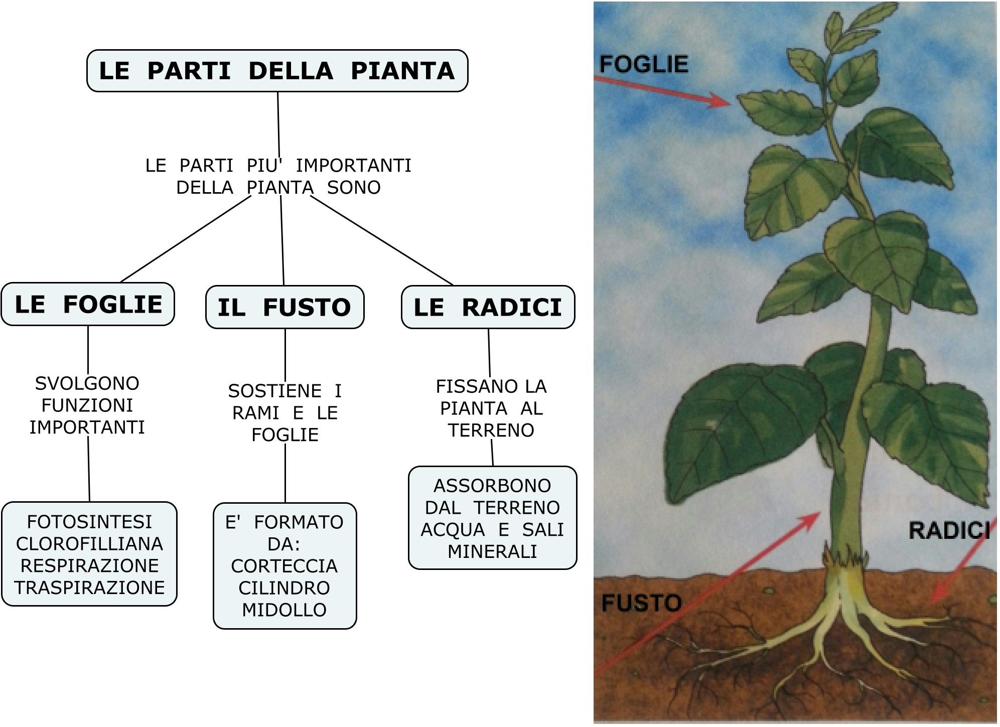 LE PARTI DELLA PIANTA
LE PARTI PIU' IMPORTANTI
DELLA PIANTA SONO
LE FOGLIE
SVOLGONO
FUNZIONI
IMPORTANTI
FOTOSINTESI
CLOROFILLIANA
RESPIRAZIONE
TRASPIRAZIONE
IL FUSTO
SOSTIENE I
RAMI E LE
FOGLIE
E' FORMATO
DA:
CORTECCIA
CILINDRO
MIDOLLO
LE RADICI
FISSANO LA
PIANTA AL
TERRENO
ASSORBONO
DAL TERRENO
ACQUA E SALI
MINERALI
FOGLIE
RADICI
FUSTO